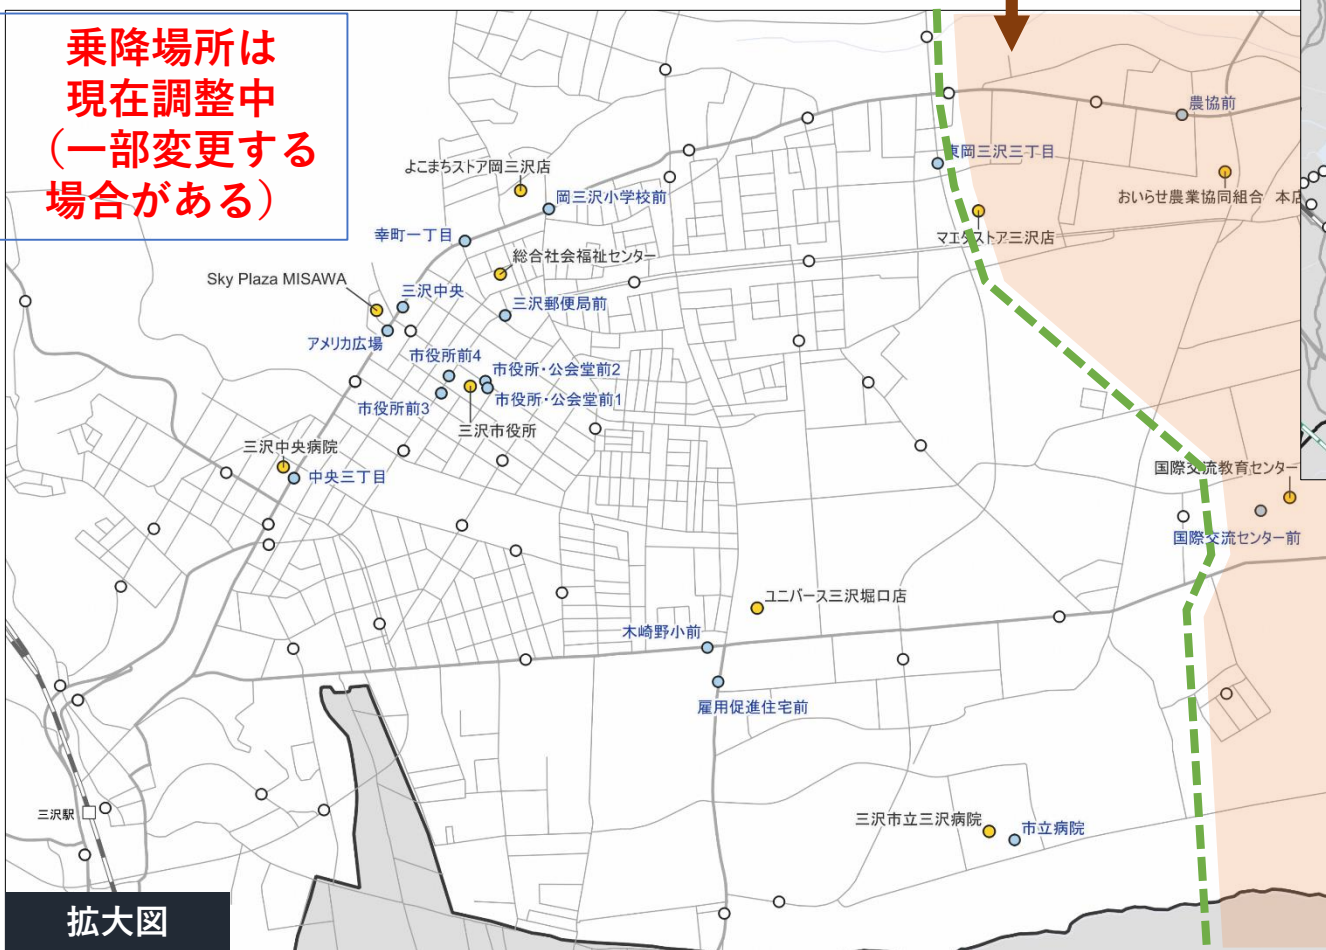 乗降場所は
現在調整中
（一部変更する
場合がある）
農協前
東岡三沢三丁目
よこまちストア岡三沢店
岡三沢小学校前
おいらせ農業協同組合 本店
幸町一丁目
マエダストア三沢店
総合社会福祉センター
Sky Plaza MISAWA
三沢中央
三沢郵便局前
アメリカ広場
市役所前4
市役所・公会堂前2
市役所前3
市役所・公会堂前1
三沢市役所
三沢中央病院
中央三丁目
国際交流教育センター
国際交流センター前
ユニバース三沢堀口店
木崎野小前
雇用促進住宅前
三沢駅
三沢市立三沢病院
市立病院
拡大図